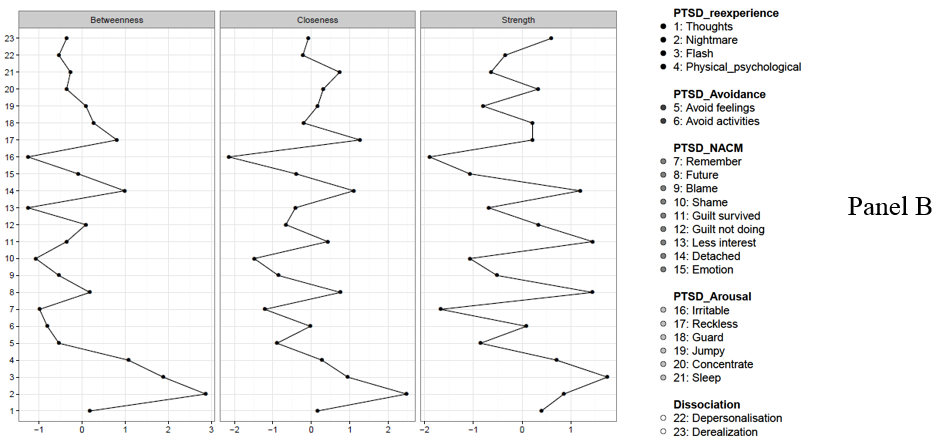 Betweenness Closeness Strength
23
22
21
20
19
18
17
16
15
14
13
12
11
10
9
8
7
6
5
4
3
2
1
-1 0 1 2 3 -2 -1 0 1 2 -2 -1 0 1
PTSD_reexperience
1: Thoughts
2: Nightmare
3: Flash
4: Physical_psychological
PTSD_Avoidance
5: Avoid feelings
6: Avoid activities
PTSD_NACM
7: Remember
8: Future
9: Blame
10: Shame
11: Guilt survived
12: Guilt not doing
13: Less interest
14: Detached
15: Emotion
PTSD_Arousal
16: Irritable
17: Reckless
18: Guard
19: Jumpy
20: Concentrate
21: Sleep
Dissociation
22: Depersonalisation
23: Derealization
Panel B